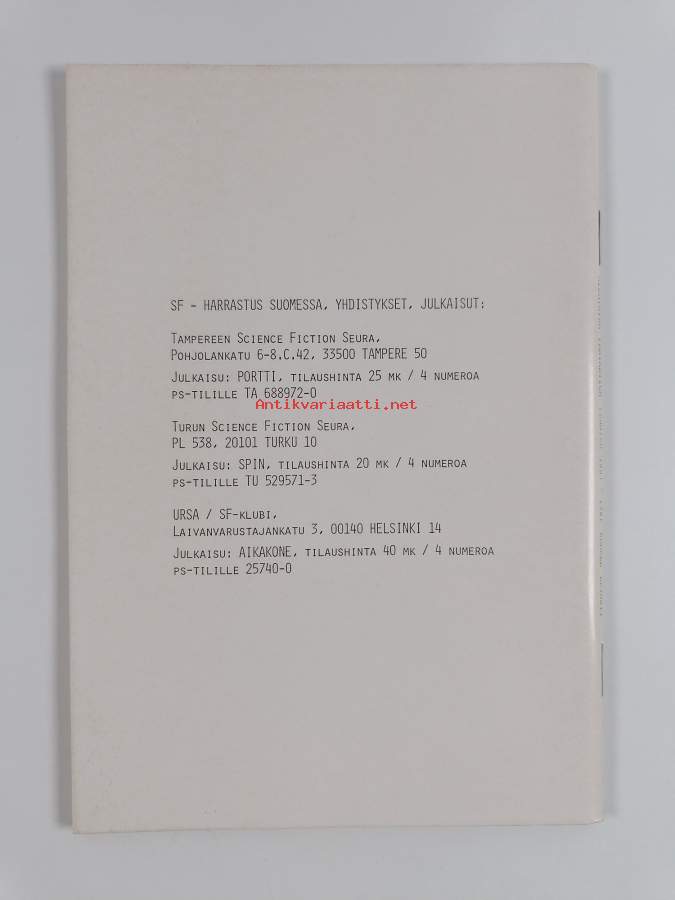 SF - HARRASTUS SUOMESSA, YHDISTYKSET, JULKAISUT:
TAMPEREEN SCIENCE FICTION SEURA,
POHJOLANKATU 6-8.C.42, 33500 TAMPERE 50
JULKAISU: PORTTI, TILAUSHINTA 25 MK / 4 NUMEROA
PS-TILILLE TA 688972-0
Antikvariaatti.net
TURUN SCIENCE FICTION SEURA,
PL 538, 20101 TURKU 10
JULKAISU: SPIN, TILAUSHINTA 20 MK / 4 NUMEROA
PS-TILILLE TU 529571-3
URSA / SF-KLUBI,
LAIVANVARUSTAJANKATU 3, 00140 HELSINKI 14
JULKAISU: AIKAKONE, TILAUSHINTA 40 MK / 4 NUMEROA
PS-TILILLE 25740-0